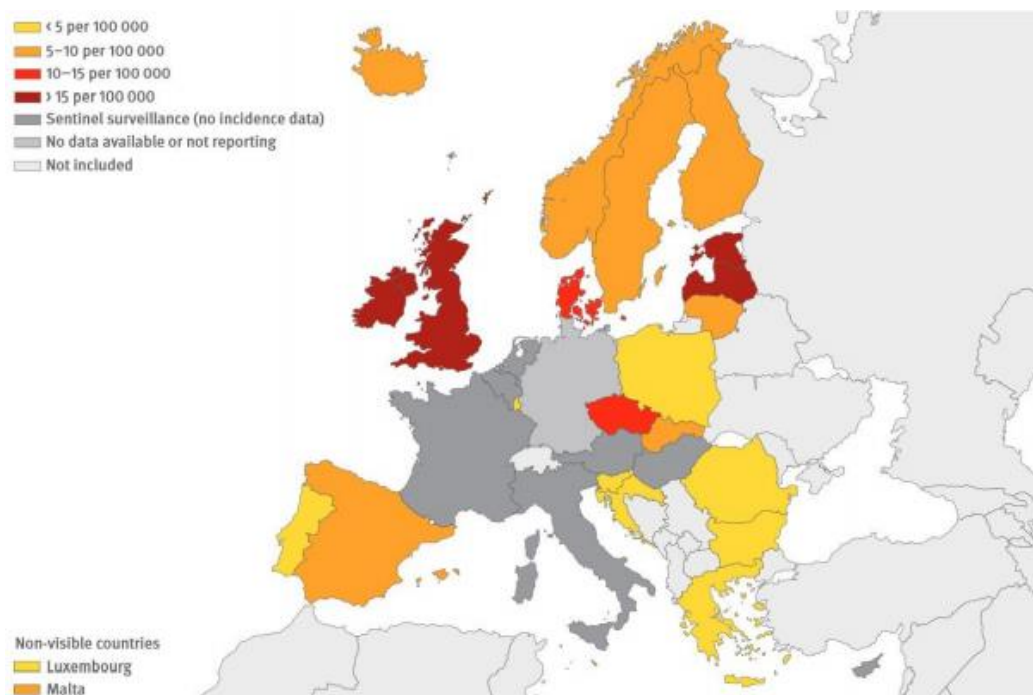 < 5 per 100 000
5–10 per 100 000
10–15 per 100 000
> 15 per 100 000
Sentinel surveillance (no incidence data)
No data available or not reporting
Not included
Non-visible countries
Luxembourg
Malta